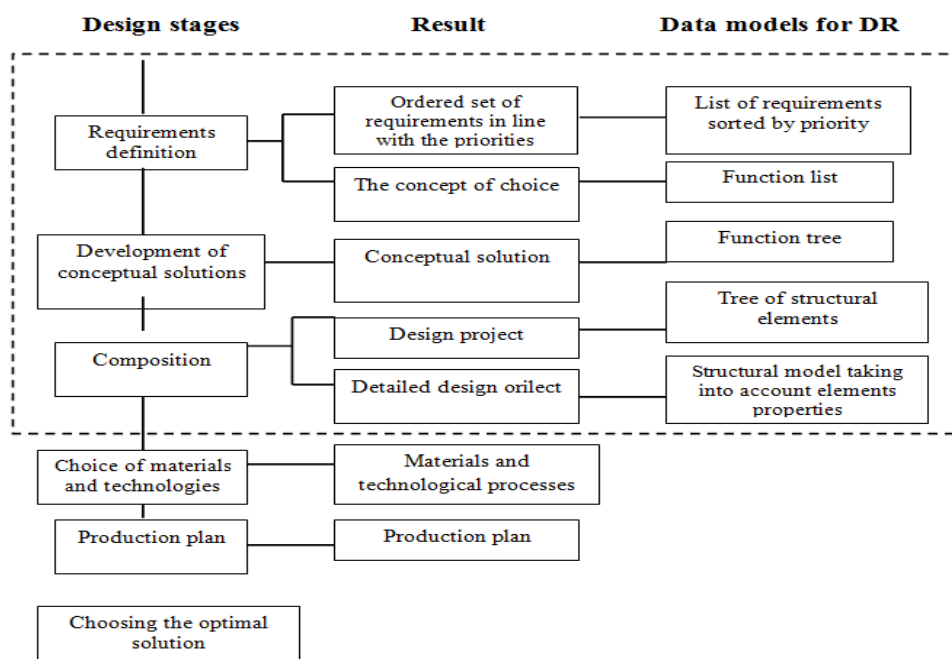 Design stages Result Data models for DR
Requirements
definition
Ordered set of
requirements in line
with the priorities
List of requirements
sorted by priority
The concept of choice
Function list
Development of
conceptual solutions
Conceptual solution
Function tree
Composition
Design project
Tree of structural
elements
Detailed design orilect
Structural model taking
into account elements
properties
Choice of materials
and technologies
Materials and
technological processes
Production plan
Production plan
Choosing the optimal
solution